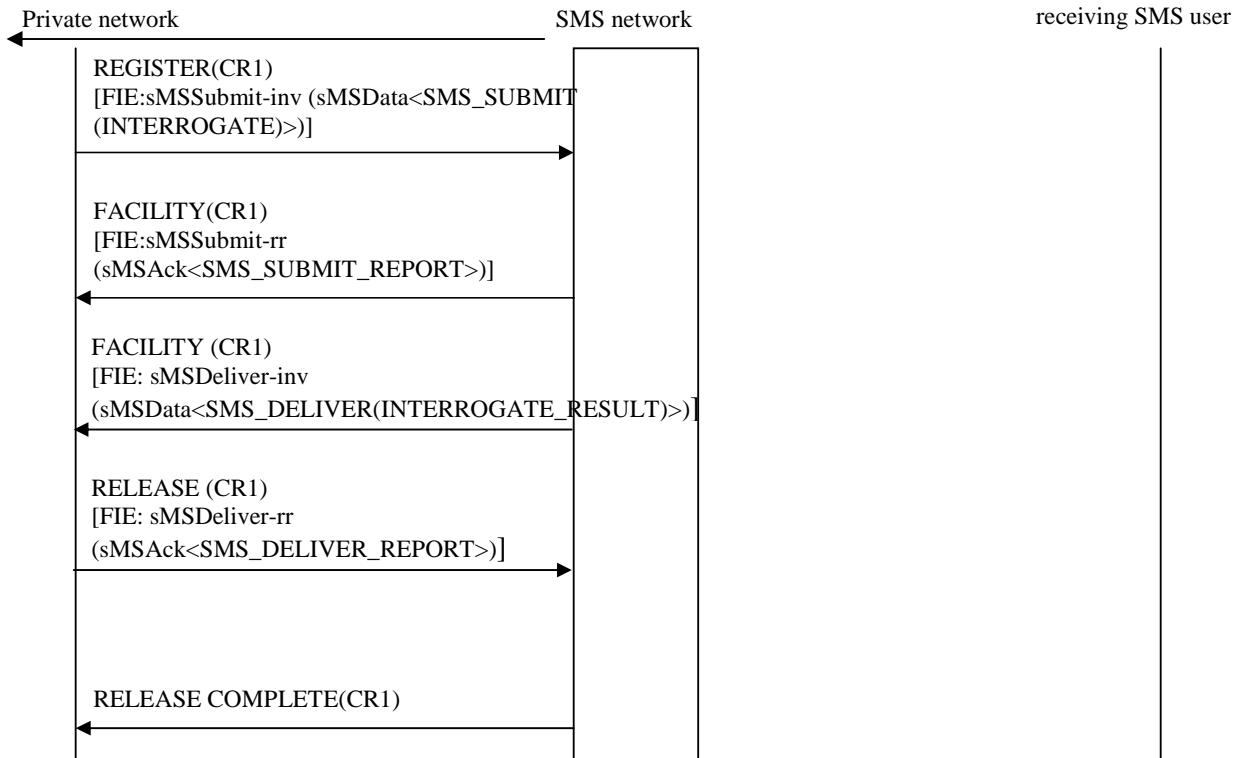 Private network
SMS network
receiving SMS user
REGISTER(CR1)
[FIE:sMSSubmit-inv (sMSData<SMS_SUBMIT
(INTERROGATE)>)]
FACILITY(CR1)
[FIE:sMSSubmit-rr
(sMSAck<SMS_SUBMIT_REPORT>)]
FACILITY (CR1)
[FIE: sMSDeliver-inv
(sMSData<SMS_DELIVER(INTERROGATE_RESULT)>)]
RELEASE (CR1)
[FIE: sMSDeliver-rr
(sMSAck<SMS_DELIVER_REPORT>)]
RELEASE COMPLETE(CR1)